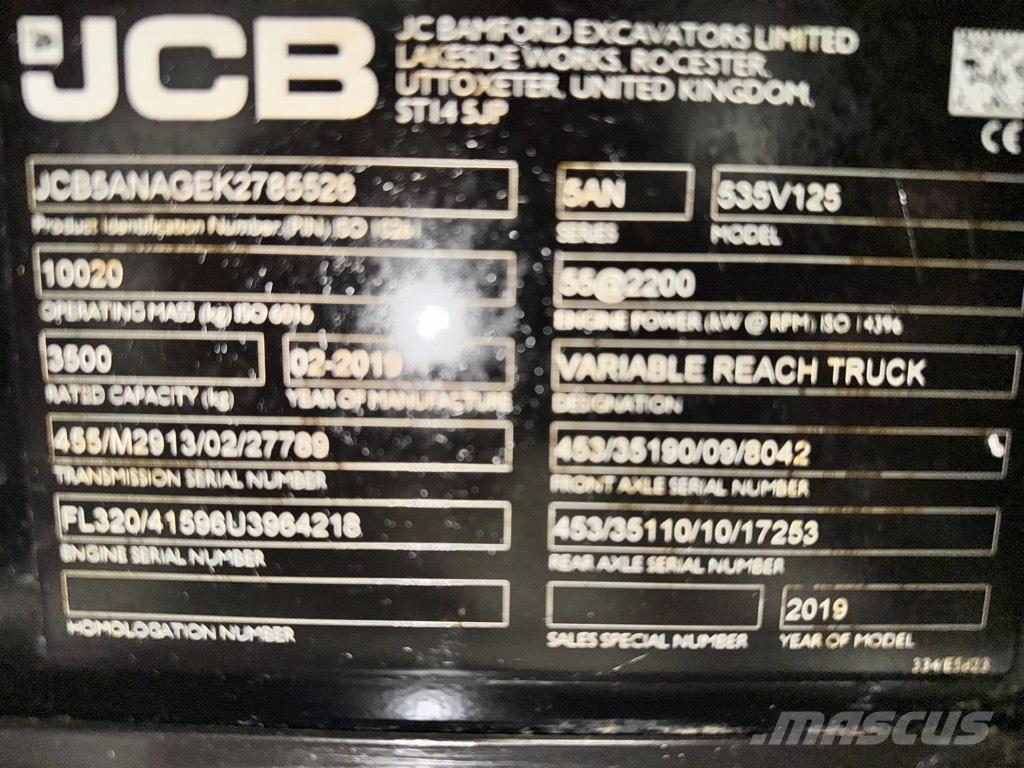 JCB
JC BAMFORD EXCAVATORS LIMITED
LAKESIDE WORKS, ROCESTER,
UTTOXETER, UNITED KINGDOM,
ST14 5JP
CE
JCB5ANAGEK2785526
Product Identification Number (PIN) ISO 10261
5AN
SERIES
535V125
MODEL
10020
OPERATING MASS (kg) ISO 6016
55@2200
ENGINE POWER (kW @ RPM) ISO 14396
3500
RATED CAPACITY (kg)
02-2019
YEAR OF MANUFACTURE
VARIABLE REACH TRUCK
DESIGNATION
455/M2913/02/27789
TRANSMISSION SERIAL NUMBER
453/35190/09/8042
FRONT AXLE SERIAL NUMBER
FL320/41596U3964218
ENGINE SERIAL NUMBER
453/35110/10/17253
REAR AXLE SERIAL NUMBER
HOMOLOGATION NUMBER
SALES SPECIAL NUMBER
2019
YEAR OF MODEL
MASCUS